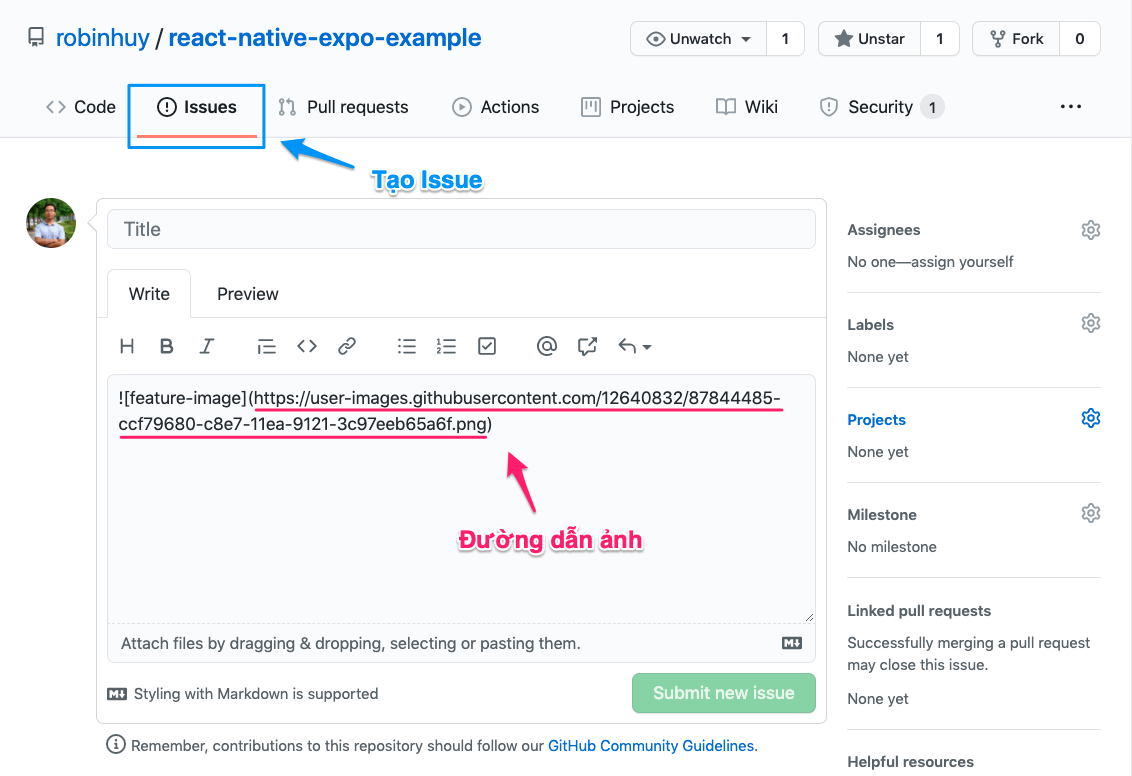 robinhuy / react-native-expo-example
Unwatch 1 Unstar 1 Fork 0
Code Issues Pull requests Actions Projects Wiki Security 1
Tạo Issue
Title
Write Preview
![feature-image](https://user-images.githubusercontent.com/12640832/87844485-
ccf79680-c8e7-11ea-9121-3c97eeb65a6f.png)
Đường dẫn ảnh
Attach files by dragging & dropping, selecting or pasting them.
Styling with Markdown is supported
Submit new issue
Remember, contributions to this repository should follow our GitHub Community Guidelines.
Assignees
No one—assign yourself
Labels
None yet
Projects
None yet
Milestone
No milestone
Linked pull requests
Successfully merging a pull request
may close this issue.
None yet
Helpful resources